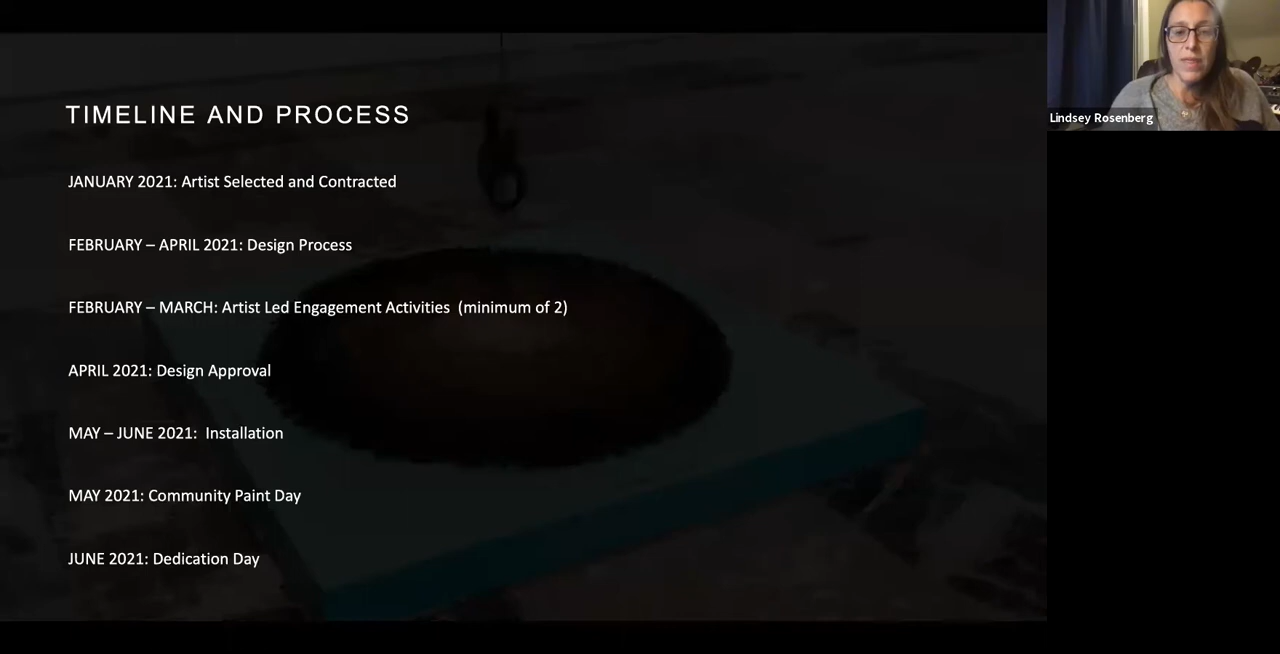 TIMELINE AND PROCESS
JANUARY 2021: Artist Selected and Contracted
FEBRUARY – APRIL 2021: Design Process
FEBRUARY – MARCH: Artist Led Engagement Activities (minimum of 2)
APRIL 2021: Design Approval
MAY – JUNE 2021: Installation
MAY 2021: Community Paint Day
JUNE 2021: Dedication Day
Lindsey Rosenberg